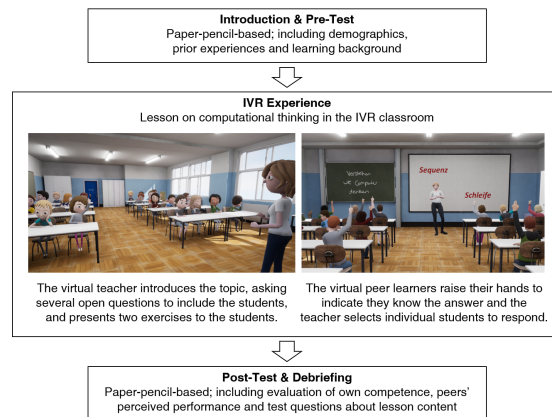 Introduction & Pre-Test
Paper-pencil-based; including demographics,
prior experiences and learning background
IVR Experience
Lesson on computational thinking in the IVR classroom
Verstehen
wie Computer
denken
Sequenz
Schleife
The virtual teacher introduces the topic, asking
several open questions to include the students,
and presents two exercises to the students.
The virtual peer learners raise their hands to
indicate they know the answer and the
teacher selects individual students to respond.
Post-Test & Debriefing
Paper-pencil-based; including evaluation of own competence, peers'
perceived performance and test questions about lesson content